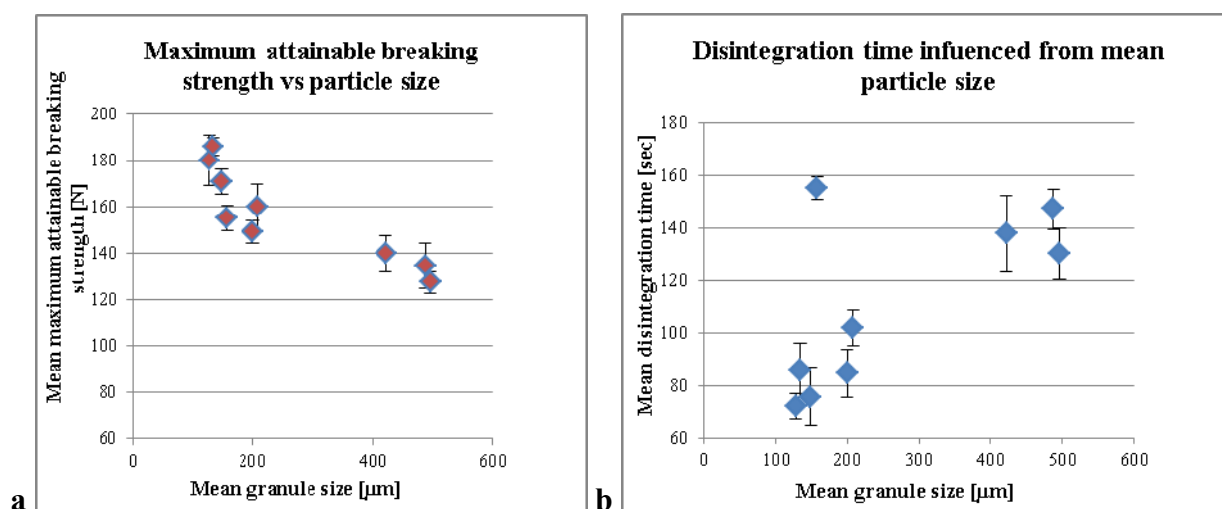 Maximum attainable breaking
strength vs particle size
Mean maximum attainable breaking
strength [N]
200
180
160
140
120
100
80
60
0
200
400
600
Mean granule size [µm]
a
Disintegration time infuenced from mean
particle size
Mean disintegration time [sec]
180
160
140
120
100
80
60
0
100
200
300
400
500
600
Mean granule size [µm]
b